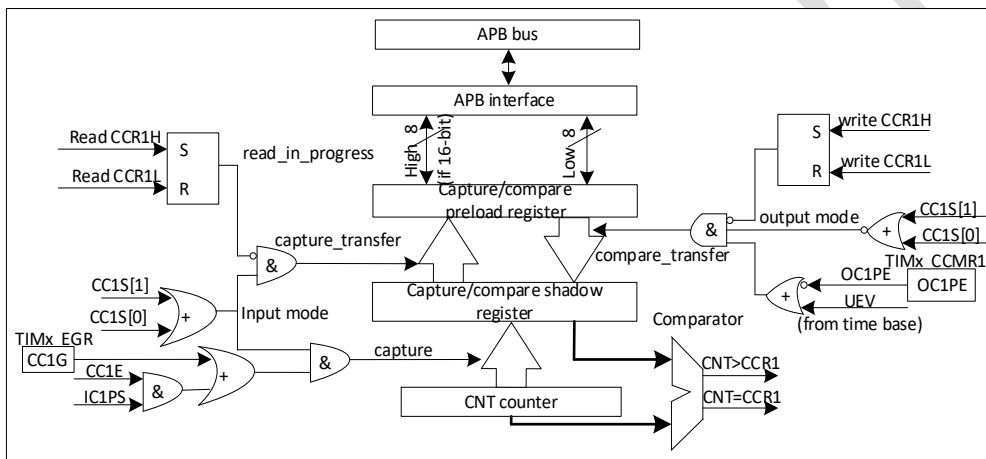 APB bus
APB interface
High 8
(if 16-bit)
Low 8
Read CCR1H
Read CCR1L
S
R
read_in_progress
Capture/compare
preload register
S
R
write CCR1H
write CCR1L
&
capture_transfer
&
output mode
compare_transfer
+
CC1S[1]
CC1S[0]
TIMx_CCMR1
OC1PE
OC1PE
UEV
+
(from time base)
CC1S[1]
CC1S[0]
+
Input mode
Capture/compare shadow
register
TIMx_EGR
CC1G
CC1E
IC1PS
&
+
&
capture
CNT counter
Comparator
CNT>CCR1
CNT=CCR1